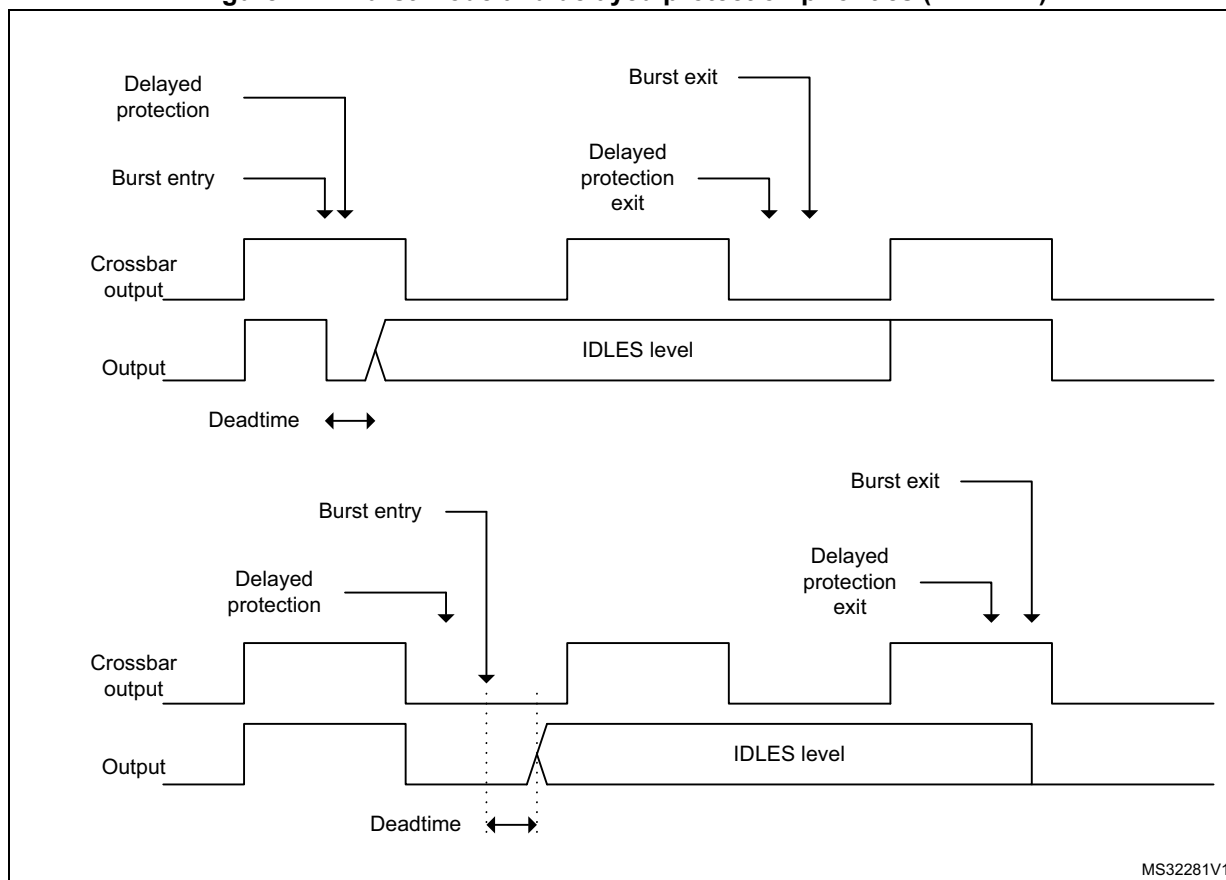 Delayed
protection
Burst entry
Burst exit
Delayed
protection
exit
Crossbar
output
Output
IDLES level
Deadtime
Burst entry
Delayed
protection
Burst exit
Delayed
protection
exit
Crossbar
output
Output
IDLES level
Deadtime
MS32281V1